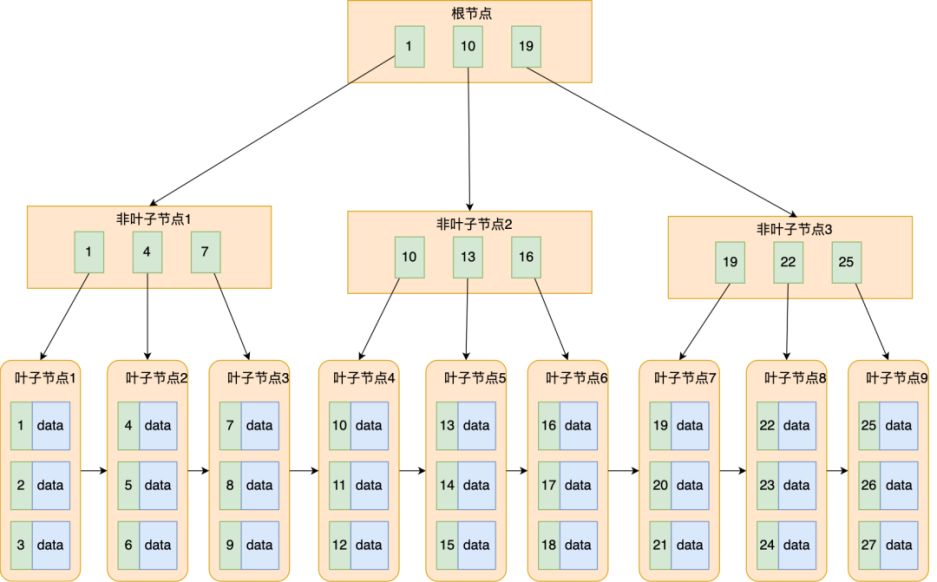 根节点
1 10 19
非叶子节点1
1 4 7
非叶子节点2
10 13 16
非叶子节点3
19 22 25
叶子节点1
1 data
2 data
3 data
叶子节点2
4 data
5 data
6 data
叶子节点3
7 data
8 data
9 data
叶子节点4
10 data
11 data
12 data
叶子节点5
13 data
14 data
15 data
叶子节点6
16 data
17 data
18 data
叶子节点7
19 data
20 data
21 data
叶子节点8
22 data
23 data
24 data
叶子节点9
25 data
26 data
27 data